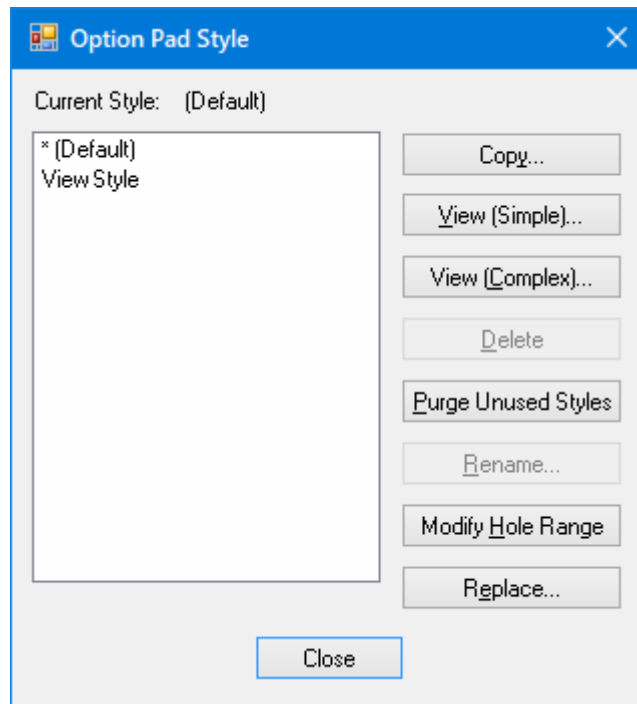 Option Pad Style
Current Style: (Default)
* (Default)
View Style
Copy...
View (Simple)...
View (Complex)...
Delete
Purge Unused Styles
Rename...
Modify Hole Range
Replace...
Close